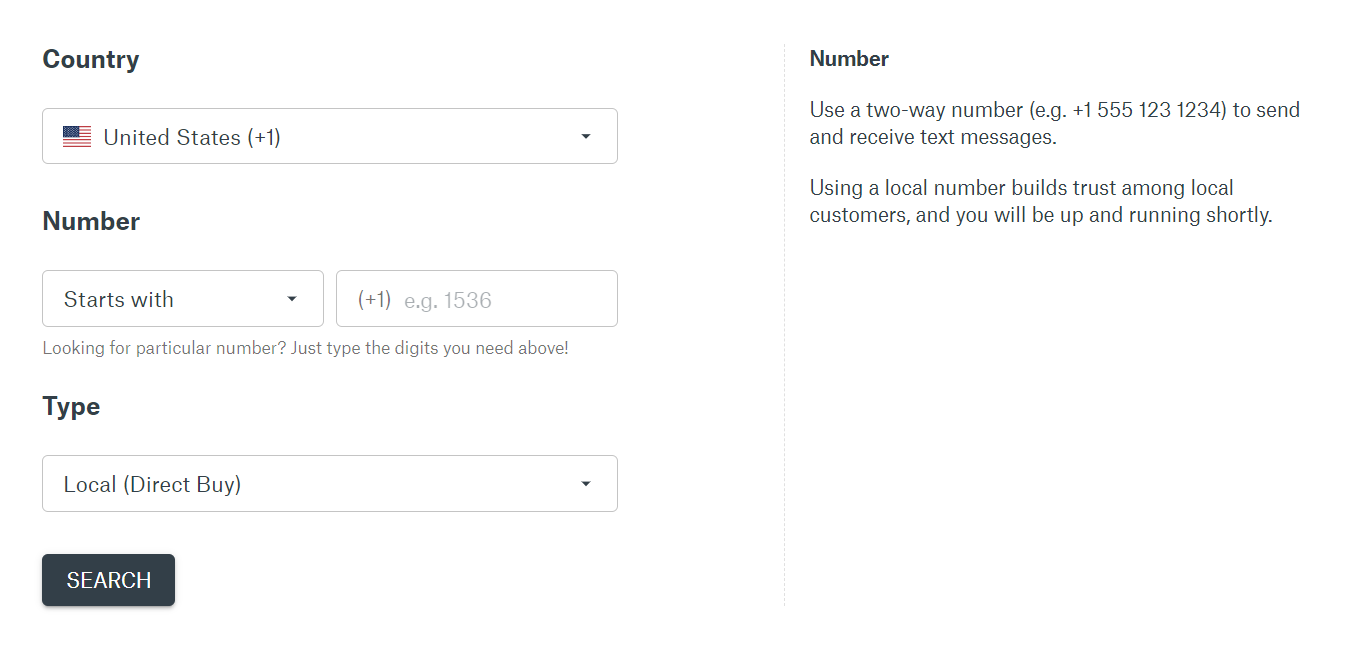 Country
United States (+1)
Number
Starts with
(+1) e.g. 1536
Looking for particular number? Just type the digits you need above!
Type
Local (Direct Buy)
SEARCH
Number
Use a two-way number (e.g. +1 555 123 1234) to send
and receive text messages.
Using a local number builds trust among local
customers, and you will be up and running shortly.